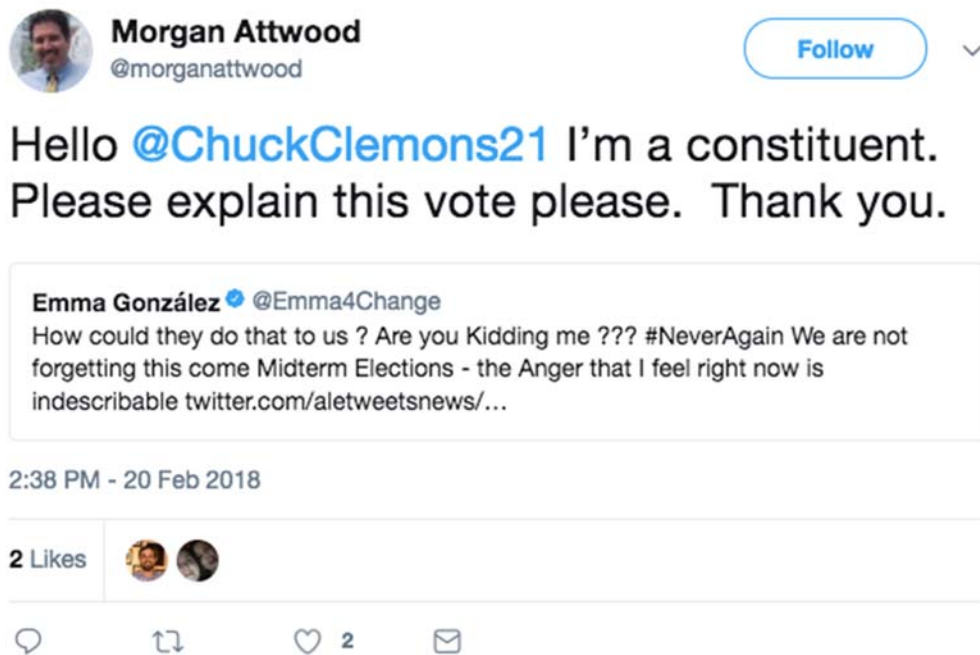 Morgan Attwood
@morganattwood
Follow
Hello @ChuckClemons21 I’m a constituent.
Please explain this vote please.  Thank you.
Emma González @Emma4Change
How could they do that to us ? Are you Kidding me ??? #NeverAgain We are not
forgetting this come Midterm Elections - the Anger that I feel right now is
indescribable twitter.com/aletweetsnews/…
2:38 PM - 20 Feb 2018
2 Likes
2